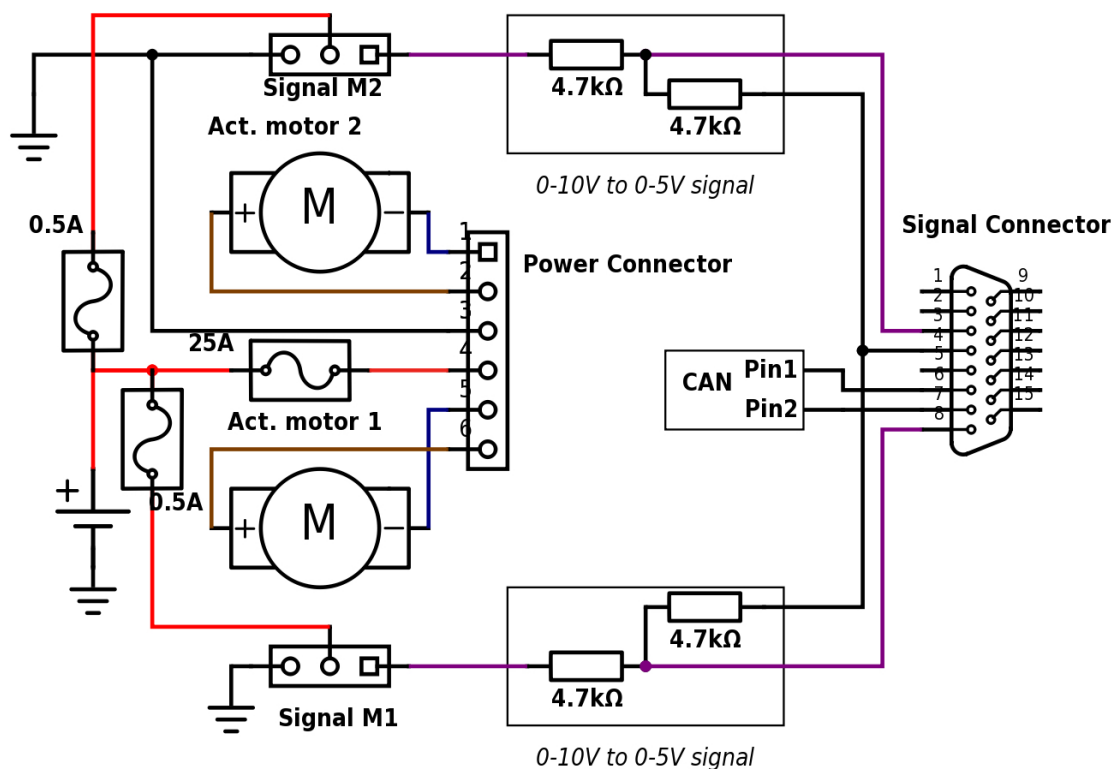 Signal M2
4.7kΩ
4.7kΩ
0-10V to 0-5V signal
Act. motor 2
+ M −
0.5A
1
2
3
4
5
6
Power Connector
25A
Act. motor 1
+ M −
0.5A
+
Signal Connector
1
2
3
4
5
6
7
8
9
10
11
12
13
14
15
CAN
Pin1
Pin2
4.7kΩ
4.7kΩ
Signal M1
0-10V to 0-5V signal